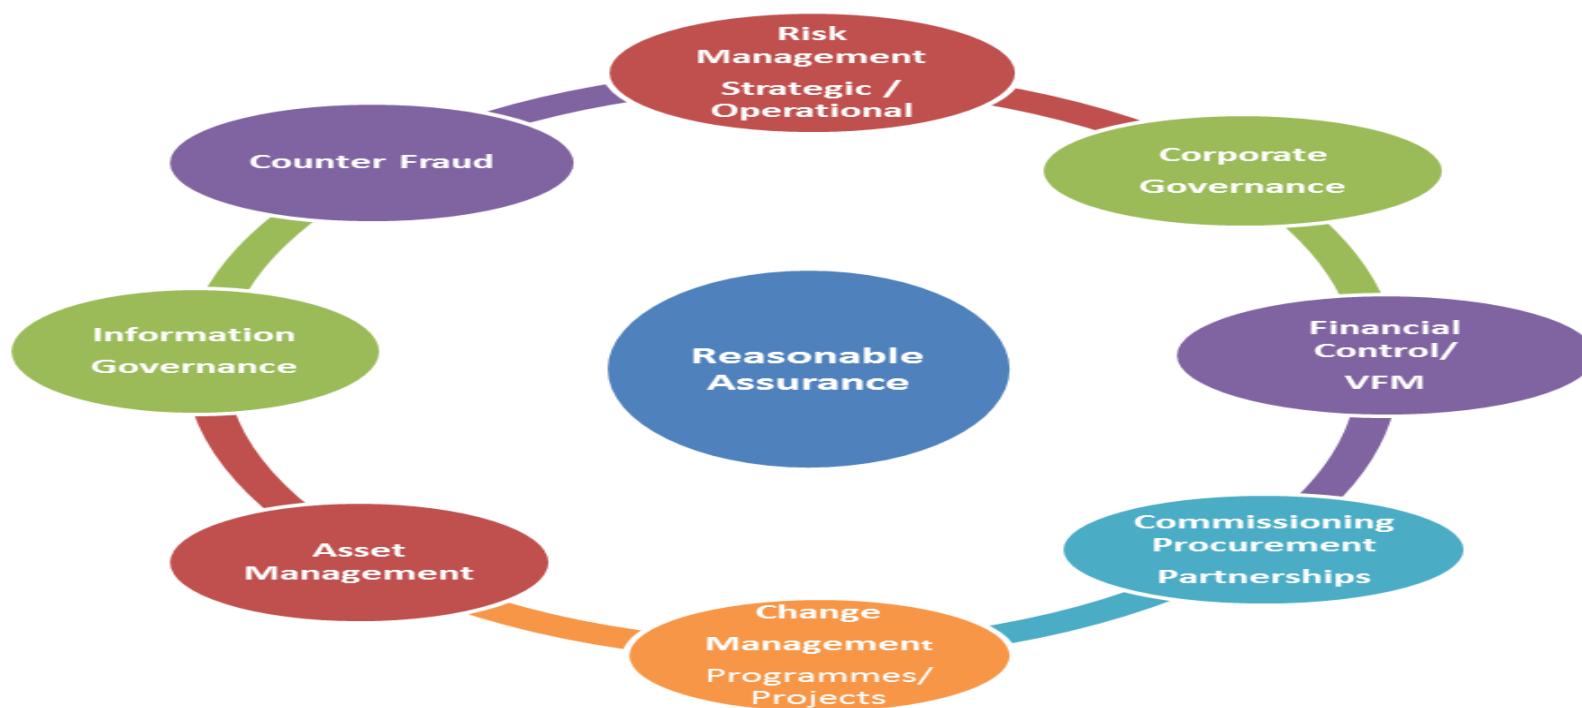 Risk
Management
Strategic /
Operational
Corporate
Governance
Financial
Control/
VFM
Commissioning
Procurement
Partnerships
Change
Management
Programmes/
Projects
Asset
Management
Information
Governance
Counter Fraud
Reasonable
Assurance